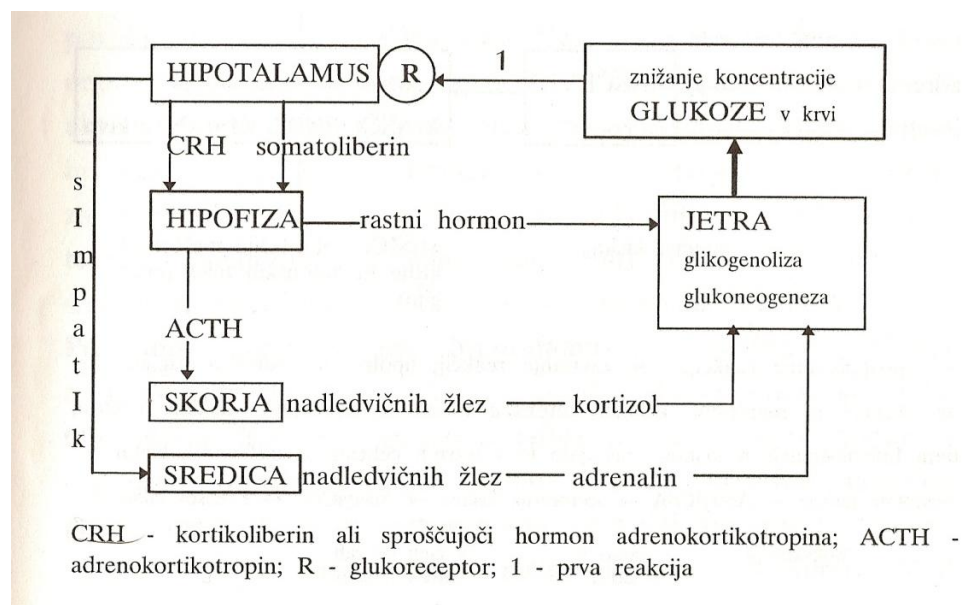 HIPOTALAMUS R 1 znižanje koncentracije
GLUKOZE v krvi
CRH somatoliberin
HIPOFIZA rastni hormon JETRA
glikogenoliza
glukoneogeneza
sImpatIk
ACTH
SKORJA nadledvičnih žlez kortizol
SREDICA nadledvičnih žlez adrenalin
CRH - kortikoliberin ali sproščujoči hormon adrenokortikotropina; ACTH -
adrenokortikotropin; R - glukoreceptor; 1 - prva reakcija